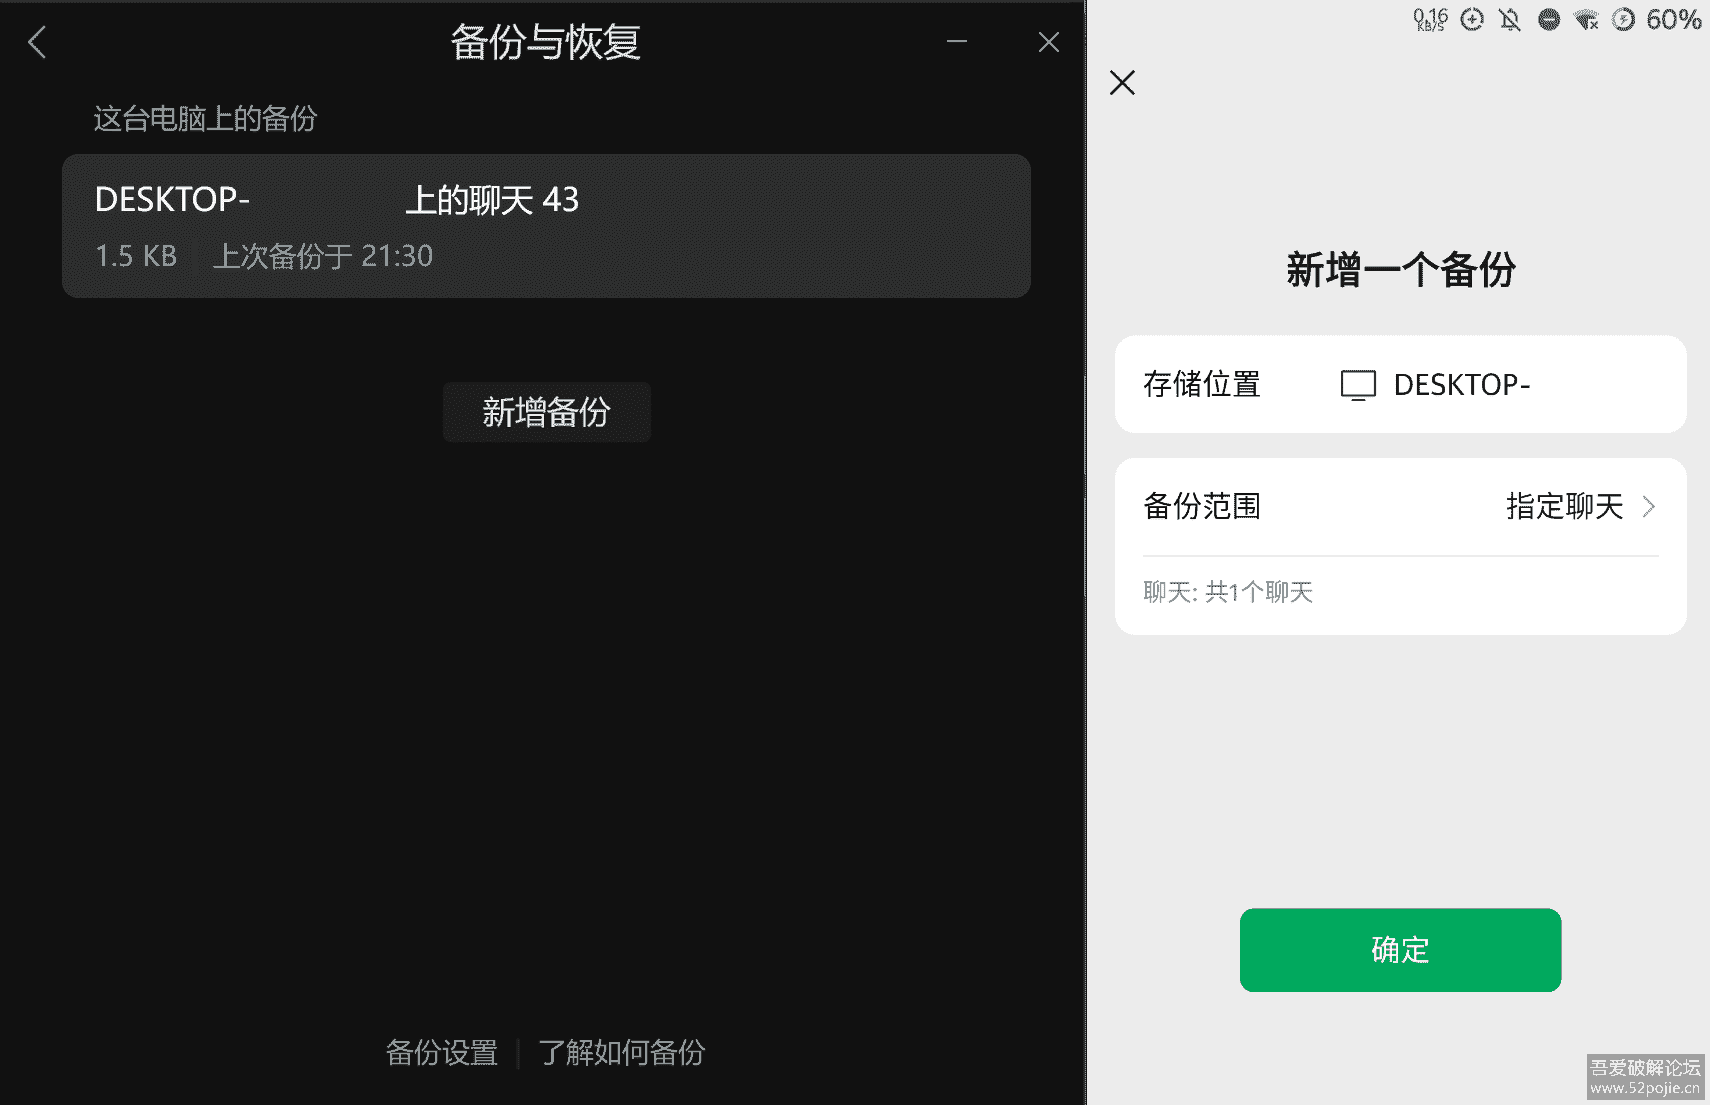 备份与恢复
这台电脑上的备份
DESKTOP- 上的聊天 43
1.5 KB 上次备份于 21:30
新增备份
备份设置 了解如何备份
0.16 KB/S 60%
新增一个备份
存储位置 DESKTOP-
备份范围 指定聊天
聊天: 共1个聊天
确定
吾爱破解论坛
www.52pojie.cn